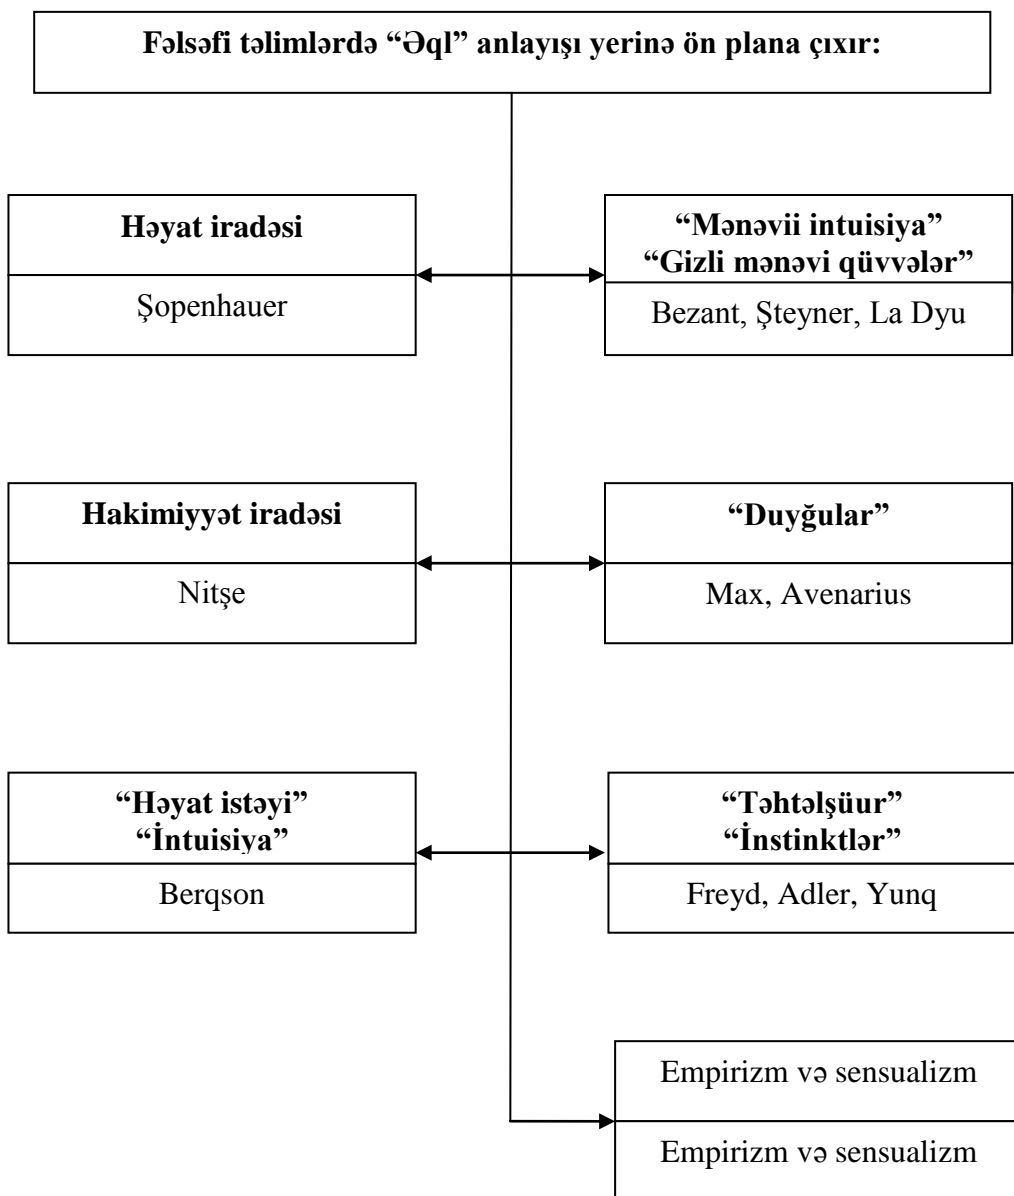 Fəlsəfi təlimlərdə “Əql” anlayışı yerinə ön plana çıxır:
Həyat iradəsi
Şopenhauer
“Mənəvii intuisiya”
“Gizli mənəvi qüvvələr”
Bezant, Şteyner, La Dyu
Hakimiyyət iradəsi
Nitşe
“Duyğular”
Max, Avenarius
“Həyat istəyi”
“İntuisiya”
Berqson
“Təhtəlşüur”
“İnstinktlər”
Freyd, Adler, Yunq
Empirizm və sensualizm
Empirizm və sensualizm